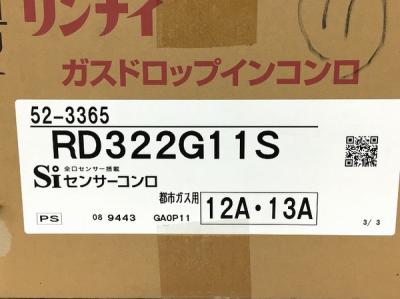 リンナイ
ガスドロップインコンロ
52-3365
RD322G11S
全口センサー搭載
Siセンサーコンロ
都市ガス用 12A・13A
PS 08 9443 GA0P11 3/3